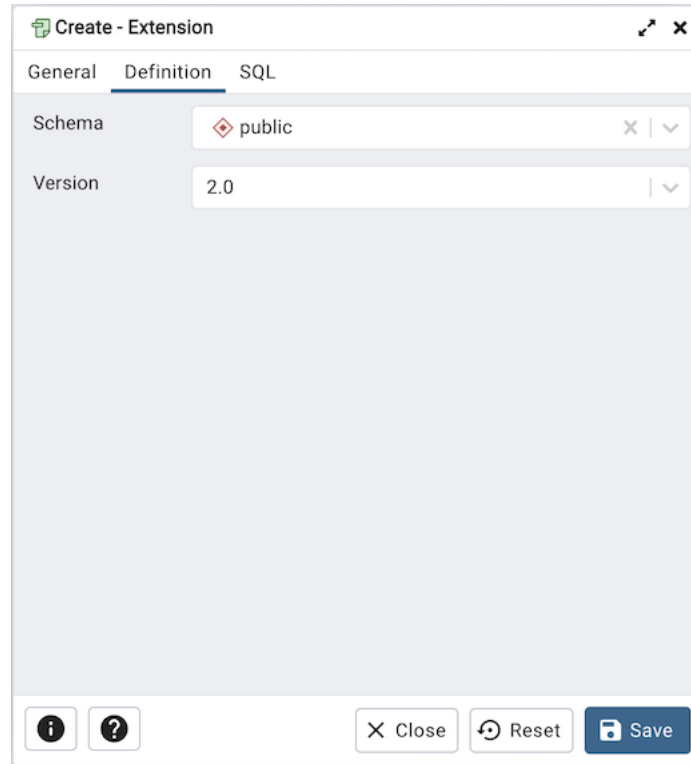 Create - Extension
General Definition SQL
Schema public
Version 2.0
Close Reset Save